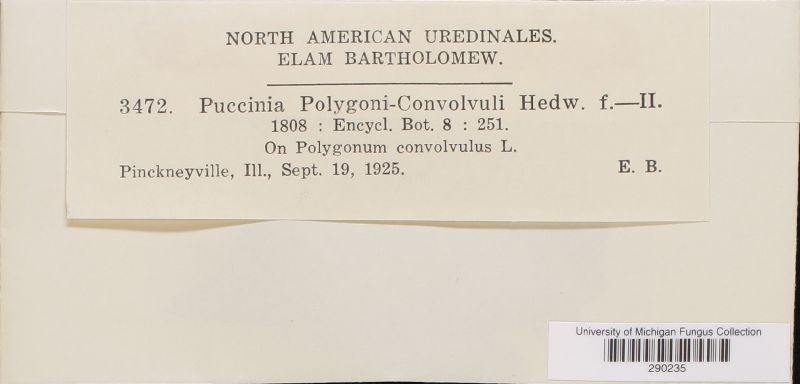 NORTH AMERICAN UREDINALES.
ELAM BARTHOLOMEW.
3472. Puccinia Polygoni-Convolvuli Hedw. f.—II.
1808 : Encycl. Bot. 8 : 251.
On Polygonum convolvulus L.
Pinckneyville, Ill., Sept. 19, 1925. E. B.
University of Michigan Fungus Collection
290235